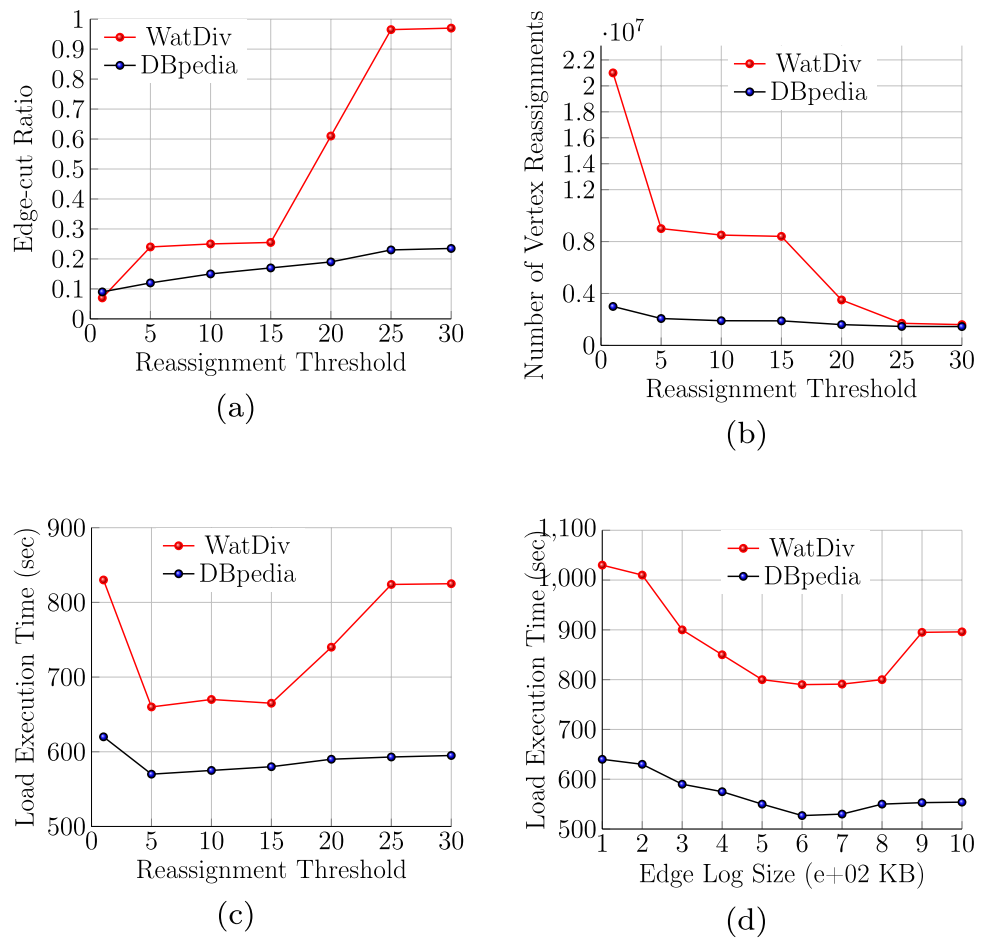 1
0.9
0.8
0.7
0.6
0.5
0.4
0.3
0.2
0.1
0
0 5 10 15 20 25 30
Edge-cut Ratio
Reassignment Threshold
WatDiv
DBpedia
(a)
·10⁷
2.2
2
1.8
1.6
1.4
1.2
0.8
0.4
0
0 5 10 15 20 25 30
Number of Vertex Reassignments
Reassignment Threshold
WatDiv
DBpedia
(b)
900
800
700
600
500
0 5 10 15 20 25 30
Load Execution Time (sec)
Reassignment Threshold
WatDiv
DBpedia
(c)
1,100
1,000
900
800
700
600
500
1 2 3 4 5 6 7 8 9 10
Load Execution Time (sec)
Edge Log Size (e+02 KB)
WatDiv
DBpedia
(d)